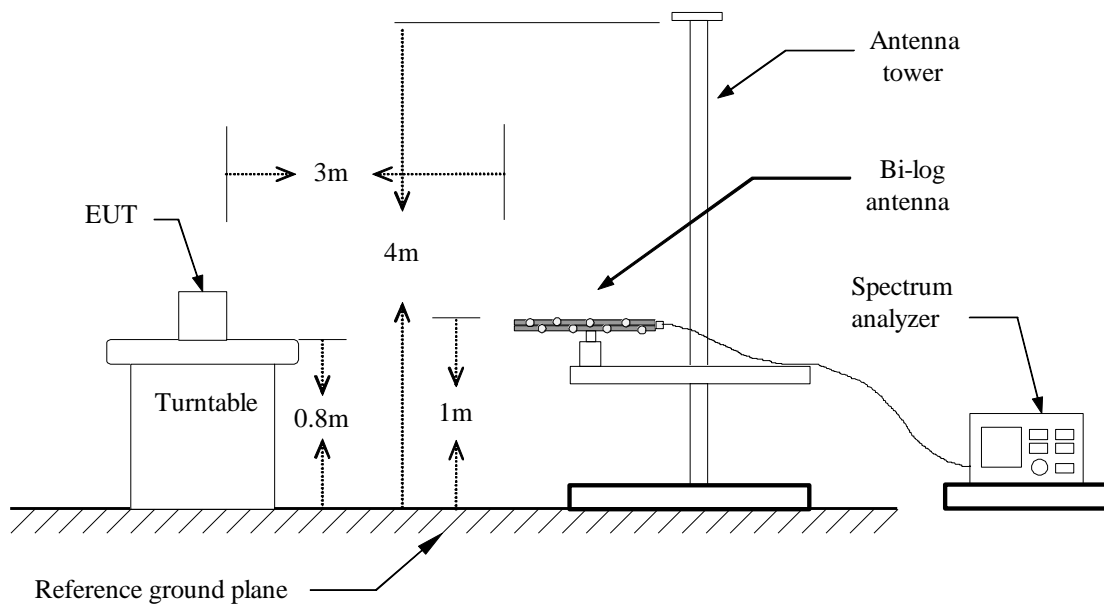 Antenna
tower
3m
Bi-log
antenna
EUT
4m
Spectrum
analyzer
Turntable
0.8m
1m
Reference ground plane